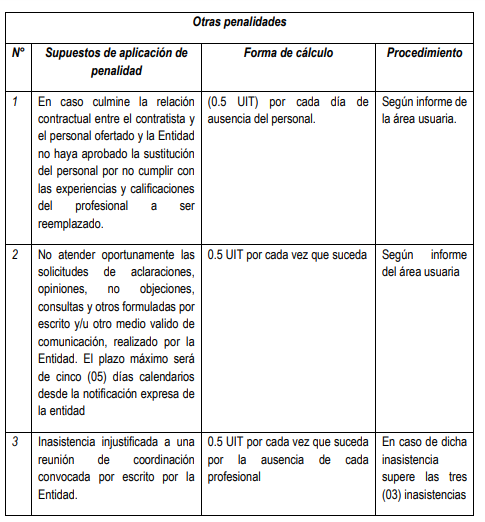 Otras penalidades
N° Supuestos de aplicación de penalidad Forma de cálculo Procedimiento
1
En caso culmine la relación
contractual entre el contratista y
el personal ofertado y la Entidad
no haya aprobado la sustitución
del personal por no cumplir con
las experiencias y calificaciones
del profesional a ser
reemplazado.
(0.5 UIT) por cada día de
ausencia del personal.
Según informe de
la área usuaria.
2
No atender oportunamente las
solicitudes de aclaraciones,
opiniones, no objeciones,
consultas y otros formuladas por
escrito y/u otro medio valido de
comunicación, realizado por la
Entidad. El plazo máximo será
de cinco (05) días calendarios
desde la notificación expresa de
la entidad
0.5 UIT por cada vez que suceda
Según informe
del área usuaria
3
Inasistencia injustificada a una
reunión de coordinación
convocada por escrito por la
Entidad.
0.5 UIT por cada vez que suceda
por la ausencia de cada
profesional
En caso de dicha
inasistencia
supere las tres
(03) inasistencias